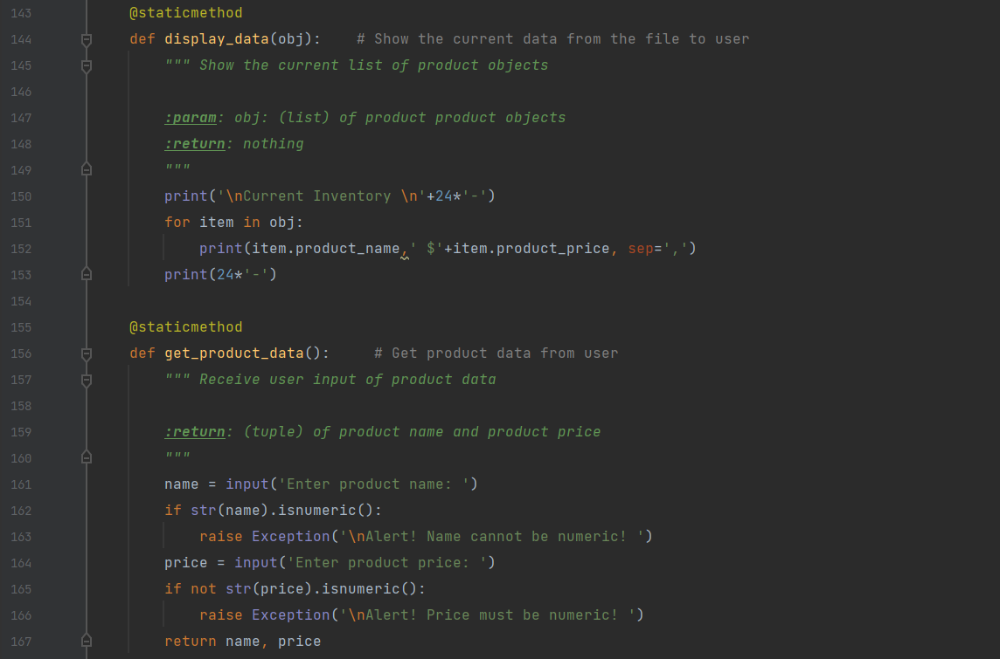 143 @staticmethod
144 def display_data(obj):    # Show the current data from the file to user
145 """ Show the current list of product objects
146
147 :param: obj: (list) of product product objects
148 :return: nothing
149 """
150 print('\nCurrent Inventory \n'+24*'-')
151 for item in obj:
152 print(item.product_name,' $'+item.product_price, sep=',')
153 print(24*'-')
154
155 @staticmethod
156 def get_product_data():     # Get product data from user
157 """ Receive user input of product data
158
159 :return: (tuple) of product name and product price
160 """
161 name = input('Enter product name: ')
162 if str(name).isnumeric():
163 raise Exception('\nAlert! Name cannot be numeric! ')
164 price = input('Enter product price: ')
165 if not str(price).isnumeric():
166 raise Exception('\nAlert! Price must be numeric! ')
167 return name, price